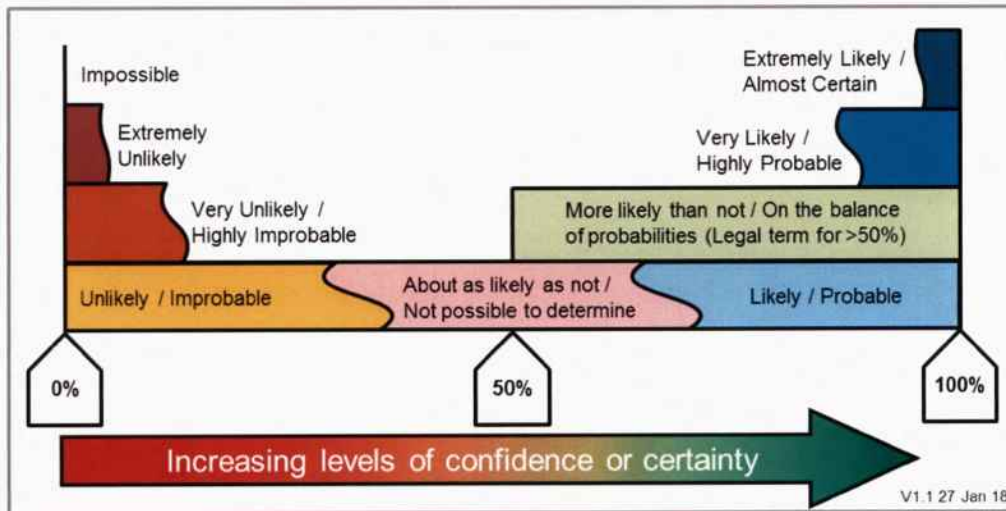 Impossible
Extremely
Unlikely
Very Unlikely /
Highly Improbable
Extremely Likely /
Almost Certain
Very Likely /
Highly Probable
More likely than not / On the balance
of probabilities (Legal term for >50%)
Unlikely / Improbable
About as likely as not /
Not possible to determine
Likely / Probable
0%
50%
100%
Increasing levels of confidence or certainty
V1.1 27 Jan 18